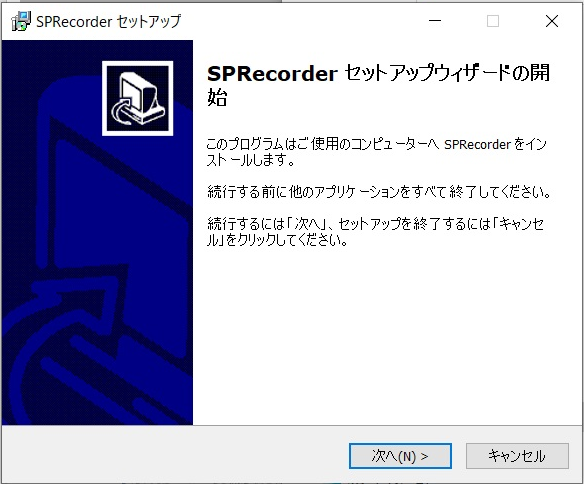 SPRecorder セットアップ
SPRecorder セットアップウィザードの開
始
このプログラムはご使用のコンピューターへ SPRecorder をイン
ストールします。
続行する前に他のアプリケーションをすべて終了してください。
続行するには「次へ」、セットアップを終了するには「キャンセ
ル」をクリックしてください。
次へ(N) >
キャンセル